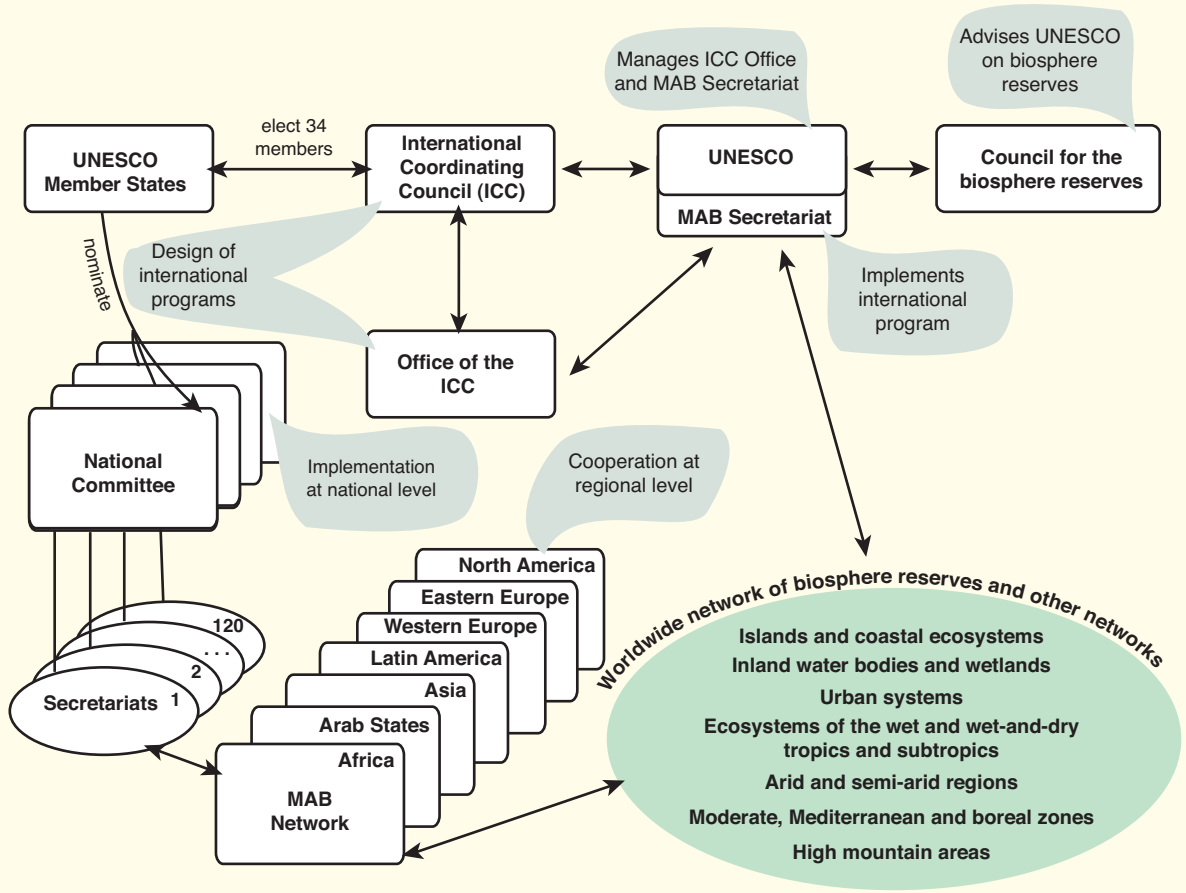 Manages ICC Office
and MAB Secretariat
Advises UNESCO
on biosphere
reserves
UNESCO
Member States
elect 34
members
International
Coordinating
Council (ICC)
UNESCO
MAB Secretariat
Council for the
biosphere reserves
nominate
Design of
international
programs
Implements
international
program
Office of the
ICC
National
Committee
Implementation
at national level
Cooperation at
regional level
North America
Eastern Europe
Western Europe
Latin America
Asia
Arab States
Africa
MAB
Network
120
. . .
2
Secretariats 1
Worldwide network of biosphere reserves and other networks
Islands and coastal ecosystems
Inland water bodies and wetlands
Urban systems
Ecosystems of the wet and wet-and-dry
tropics and subtropics
Arid and semi-arid regions
Moderate, Mediterranean and boreal zones
High mountain areas